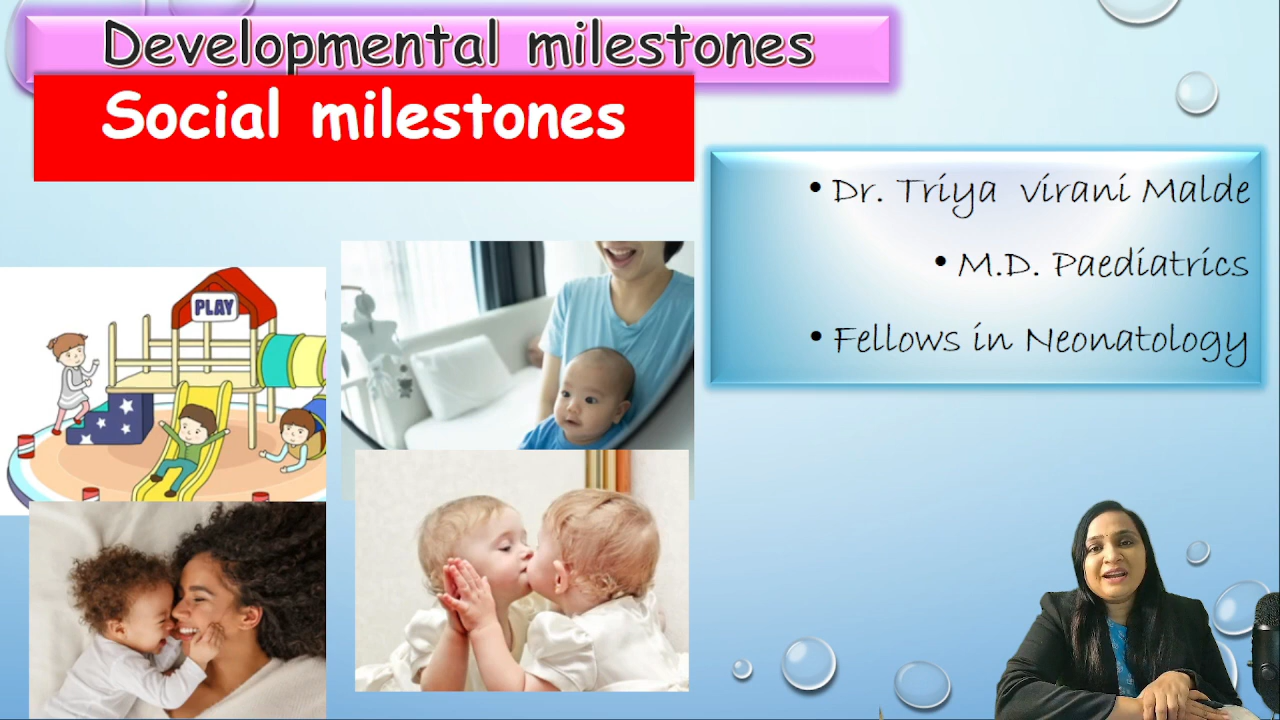 Developmental milestones
Social milestones
• Dr. Triya virani Malde
• M.D. Paediatrics
• Fellows in Neonatology
PLAY